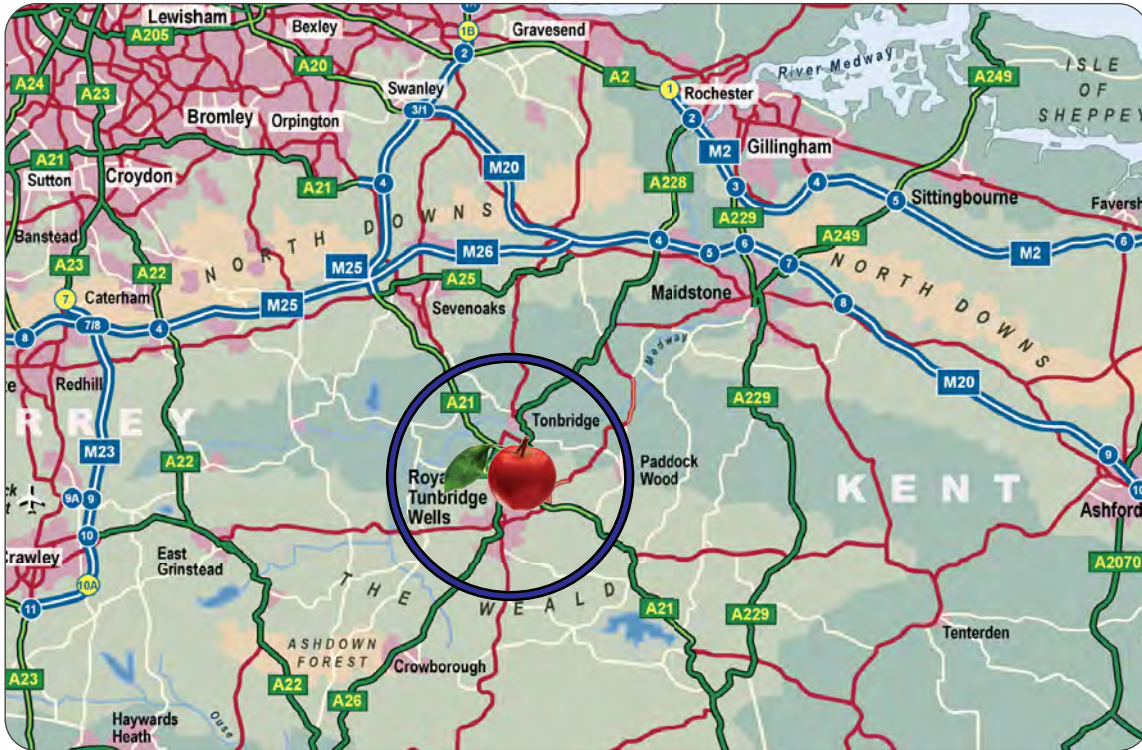 Lewisham
Bexley
1B
Gravesend
A205
A20
2
A2
A24
A23
Swanley
River Medway
A249
ISLE
OF
SHEPPEY
1
Rochester
3/1
2
Bromley
Orpington
M2
Gillingham
A21
Sutton
Croydon
A21
4
M20
A228
3
4
5
Sittingbourne
A229
Banstead
NORTH DOWNS
A249
M2
6
A23
A22
M25
M26
4
5
6
7
NORTH DOWNS
7
Caterham
M25
A25
Sevenoaks
Maidstone
8
8
7/8
4
Medway
M20
Redhill
A21
A229
RREY
M23
Tonbridge
A22
Royal
Tunbridge
Wells
Paddock
Wood
KENT
9
10
Ashford
9A
9
10
Crawley
East
Grinstead
THE WEALD
A2070
10A
11
A21
A229
Tenterden
ASHDOWN
FOREST
Crowborough
A23
A22
A26
Haywards
Heath
Ouse